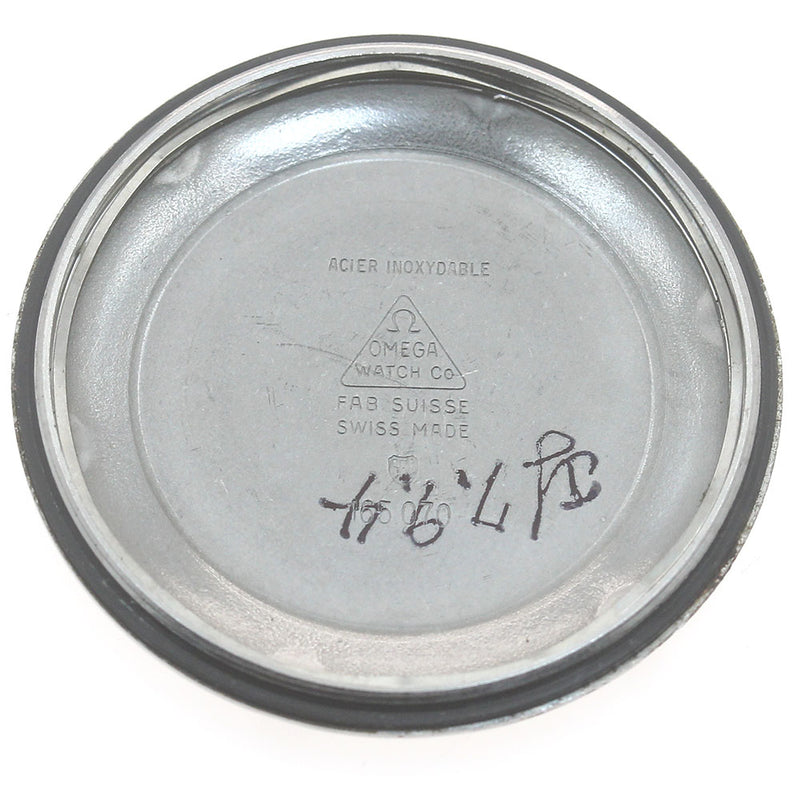 ACIER INOXYDABLE
Ω
OMEGA
WATCH Co
FAB SUISSE
SWISS MADE
165 070